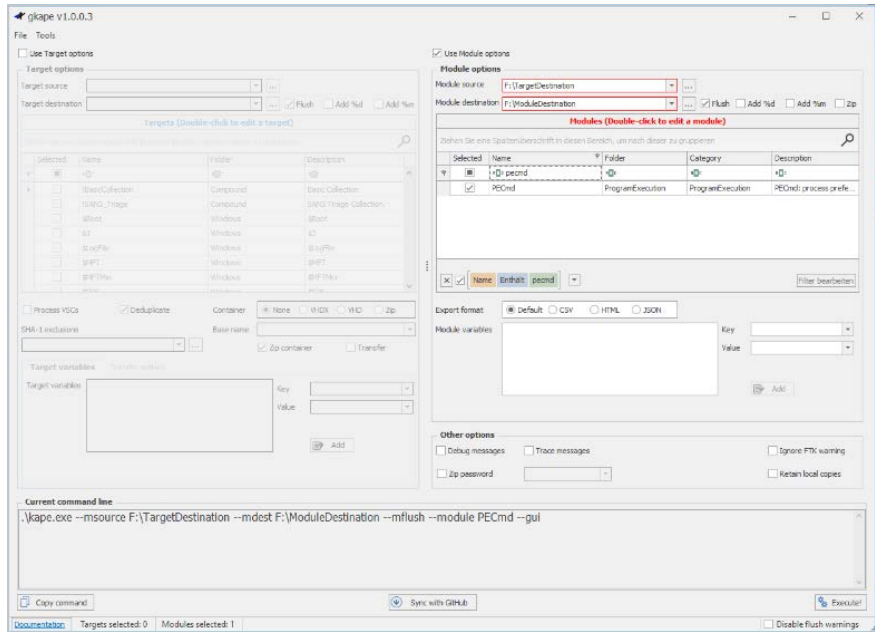 gkape v1.0.0.3
File Tools
Use Target options
Use Module options
Target options
Target source
Target destination
Flush Add %d Add %m
Targets (Double-click to edit a target)
Selected Name Folder Description
!BasicCollection Compound Basic Collection
!SANS_Triage Compound SANS Triage Collection.
$Boot Windows $Boot
$J Windows $J
$LogFile Windows $LogFile
$MFT Windows $MFT
$MFTMirr Windows $MFTMirr
Process VSCs Deduplicate Container None VHDX VHD Zip
SHA-1 exclusions Base name
Zip container Transfer
Target variables
Target variables Key
Value
Add
Module options
Module source F:\TargetDestination
Module destination F:\ModuleDestination ... Flush Add %d Add %m Zip
Modules (Double-click to edit a module)
Ziehen Sie eine Spaltenüberschrift in diesen Bereich, um nach dieser zu gruppieren
Selected Name Folder Category Description
pecmd
PECmd ProgramExecution ProgramExecution PECmd: process prefe...
Name Enthält pecmd Filter bearbeiten
Export format Default CSV HTML JSON
Module variables Key
Value
Add
Other options
Debug messages Trace messages Ignore FTK warning
Zip password Retain local copies
Current command line
.\kape.exe --msource F:\TargetDestination --mdest F:\ModuleDestination --mflush --module PECmd --gui
Copy command Sync with GitHub Execute!
Documentation Targets selected: 0 Modules selected: 1 Disable flush warnings